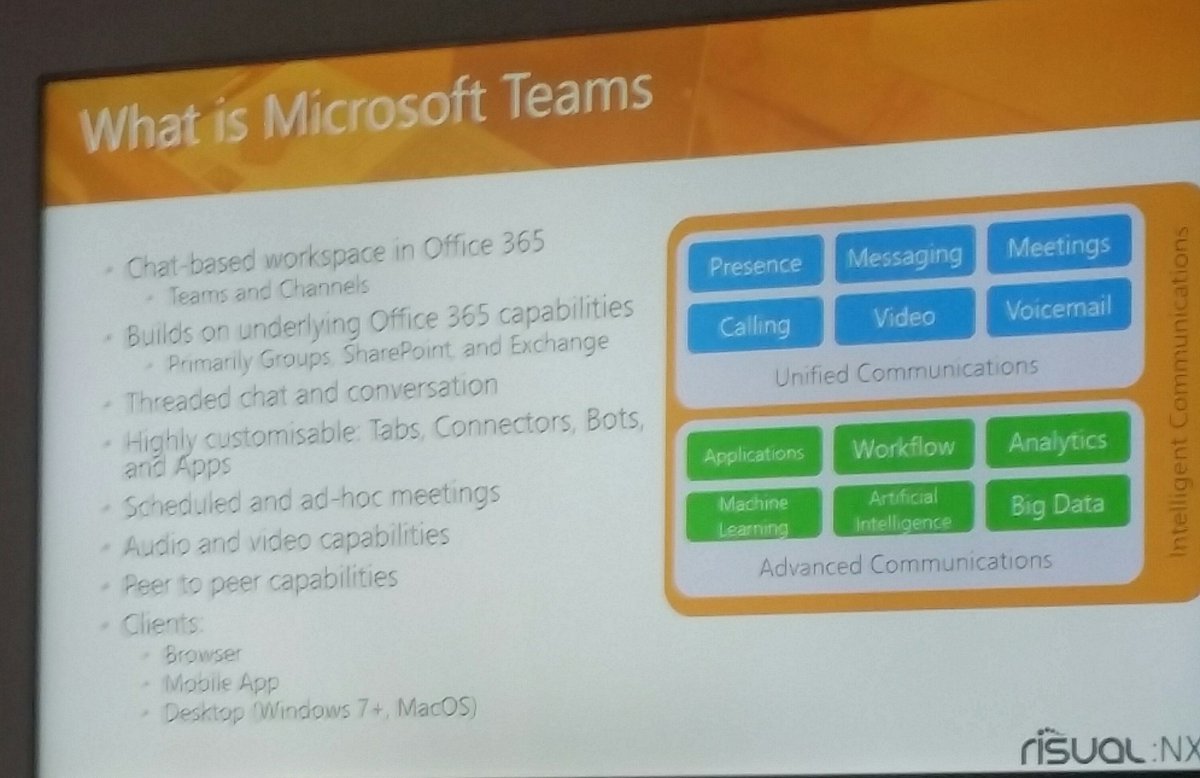 What is Microsoft Teams
Chat-based workspace in Office 365
Teams and Channels
Builds on underlying Office 365 capabilities
Primarily Groups, SharePoint, and Exchange
Threaded chat and conversation
Highly customisable: Tabs, Connectors, Bots,
and Apps
Scheduled and ad-hoc meetings
Audio and video capabilities
Peer to peer capabilities
Clients:
Browser
Mobile App
Desktop (Windows 7+, MacOS)
Presence
Messaging
Meetings
Calling
Video
Voicemail
Unified Communications
Applications
Workflow
Analytics
Machine
Learning
Artificial
Intelligence
Big Data
Advanced Communications
Intelligent Communications
risual:NX